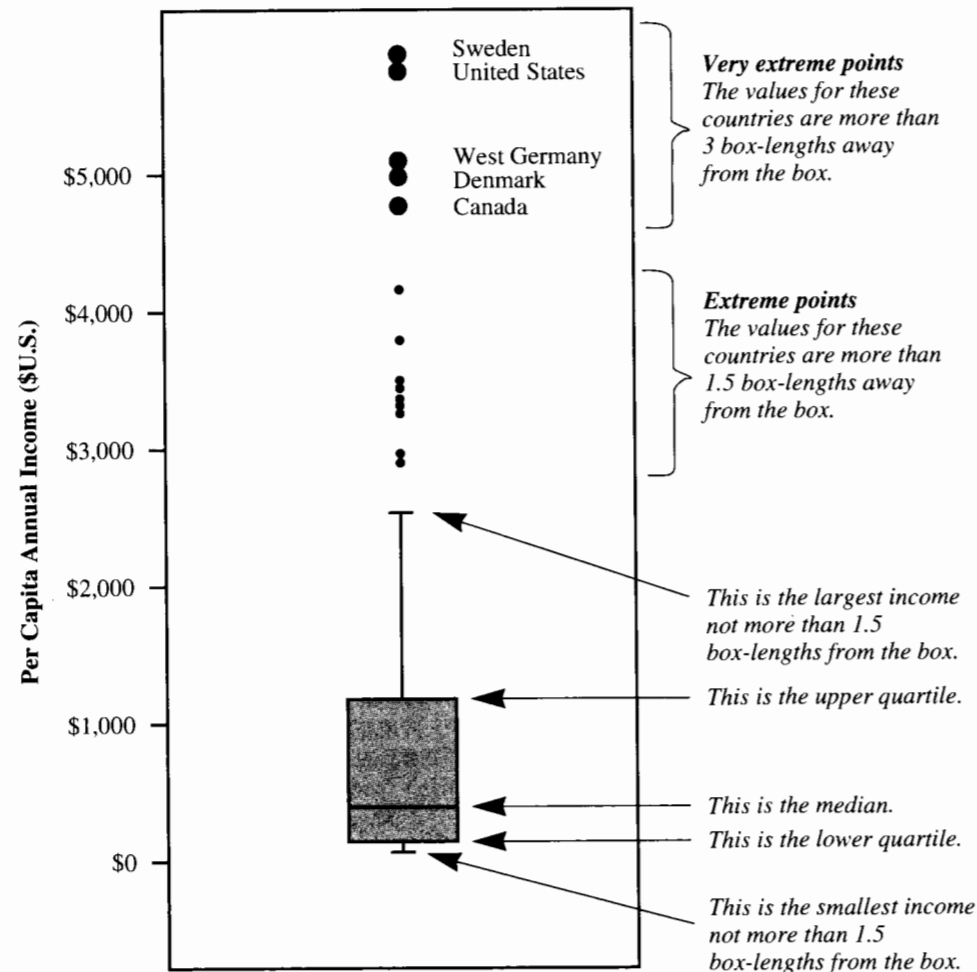 Sweden
United States
West Germany
Denmark
Canada
Very extreme points
The values for these
countries are more than
3 box-lengths away
from the box.
Extreme points
The values for these
countries are more than
1.5 box-lengths away
from the box.
Per Capita Annual Income ($U.S.)
$5,000
$4,000
$3,000
$2,000
$1,000
$0
This is the largest income
not more than 1.5
box-lengths from the box.
This is the upper quartile.
This is the median.
This is the lower quartile.
This is the smallest income
not more than 1.5
box-lengths from the box.